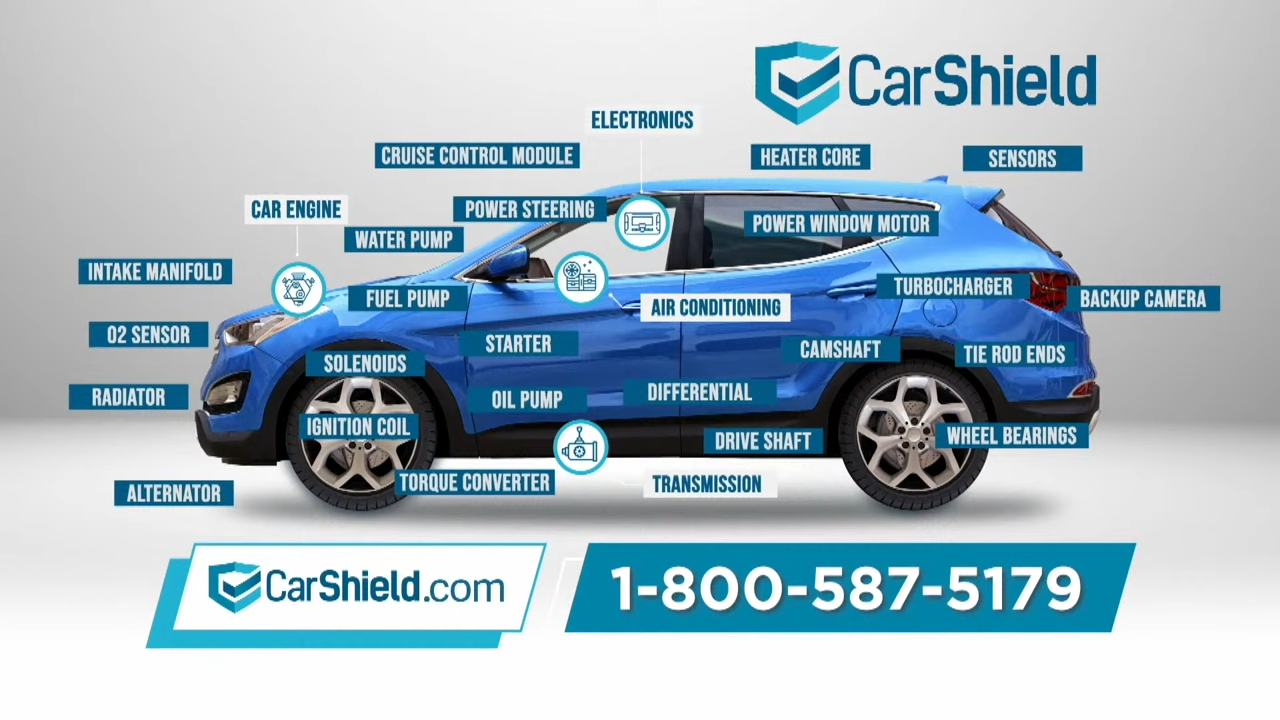 CarShield
ELECTRONICS
CRUISE CONTROL MODULE
HEATER CORE
SENSORS
CAR ENGINE
POWER STEERING
POWER WINDOW MOTOR
WATER PUMP
INTAKE MANIFOLD
FUEL PUMP
AIR CONDITIONING
TURBOCHARGER
BACKUP CAMERA
O2 SENSOR
SOLENOIDS
STARTER
CAMSHAFT
TIE ROD ENDS
RADIATOR
OIL PUMP
DIFFERENTIAL
IGNITION COIL
DRIVE SHAFT
WHEEL BEARINGS
ALTERNATOR
TORQUE CONVERTER
TRANSMISSION
CarShield.com
1-800-587-5179